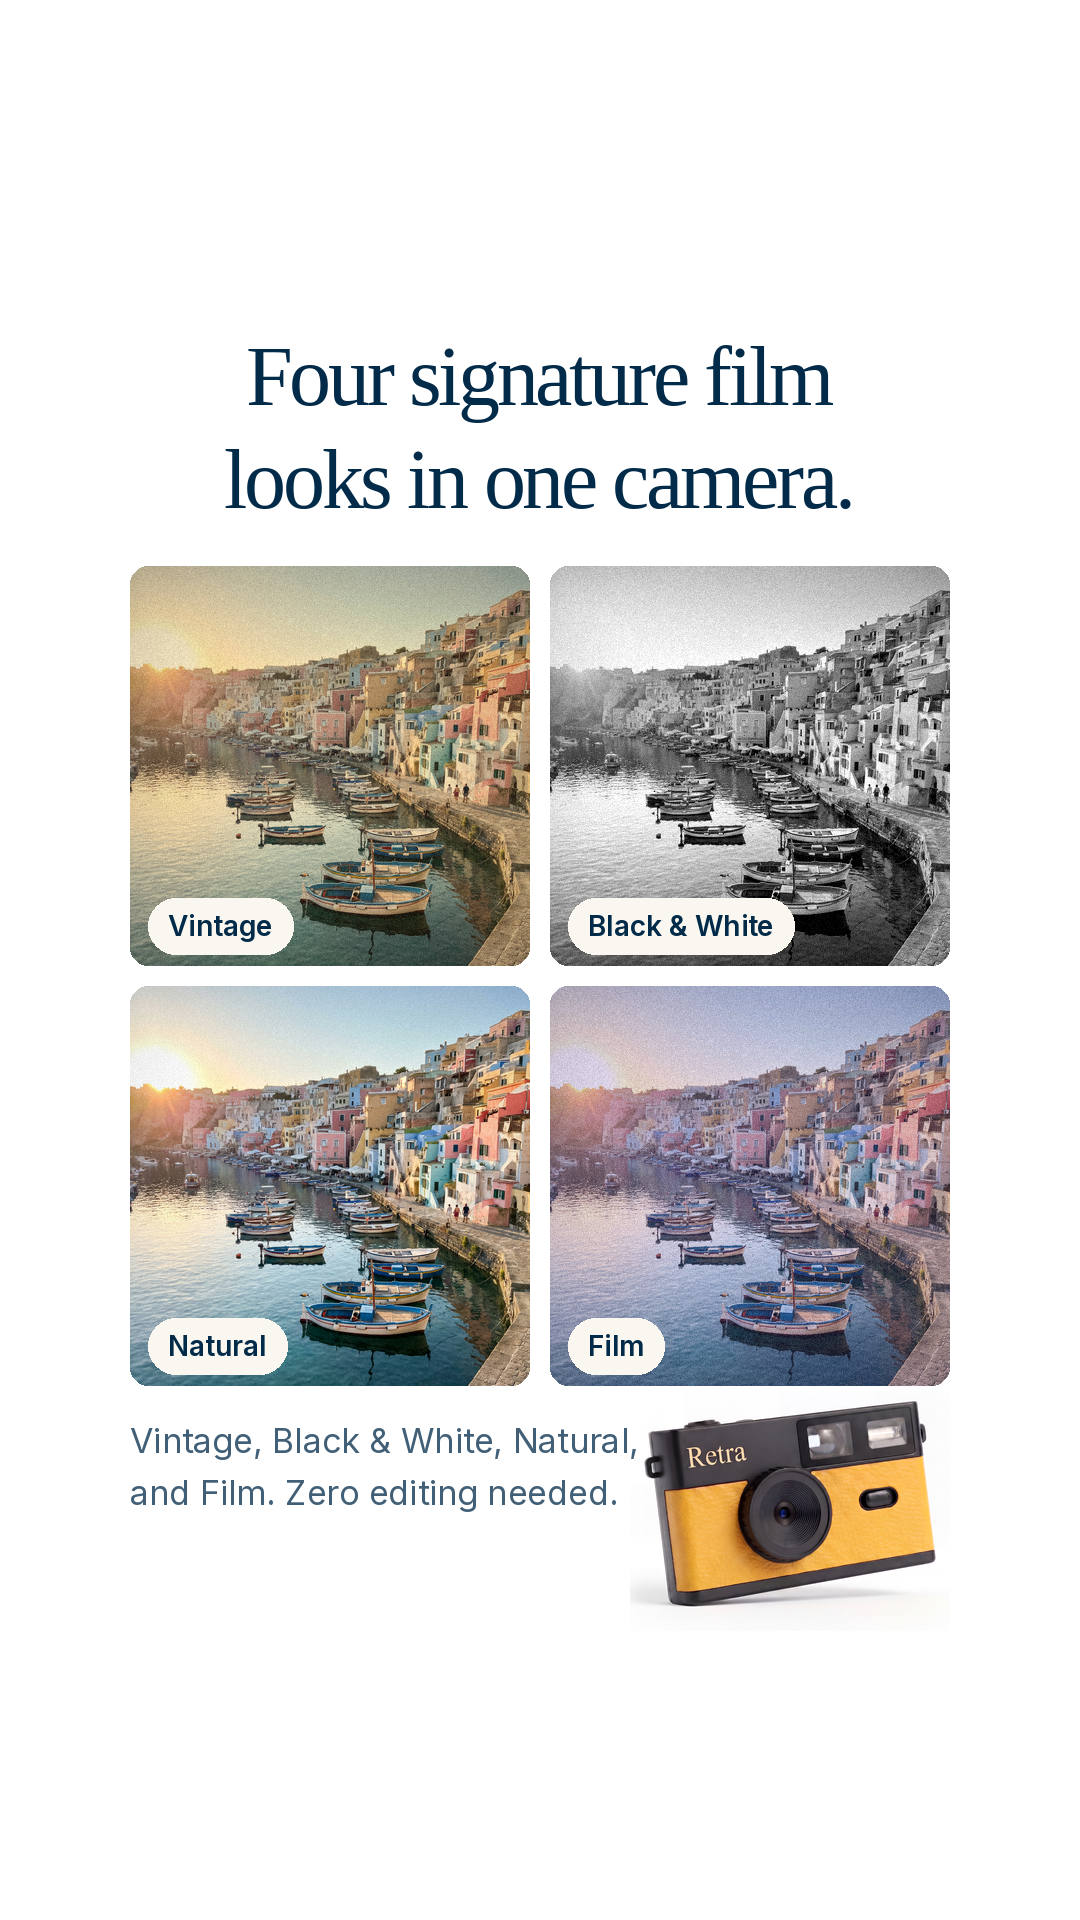 Four signature film
looks in one camera.
Vintage
Black & White
Natural
Film
Vintage, Black & White, Natural,
and Film. Zero editing needed.
Retra